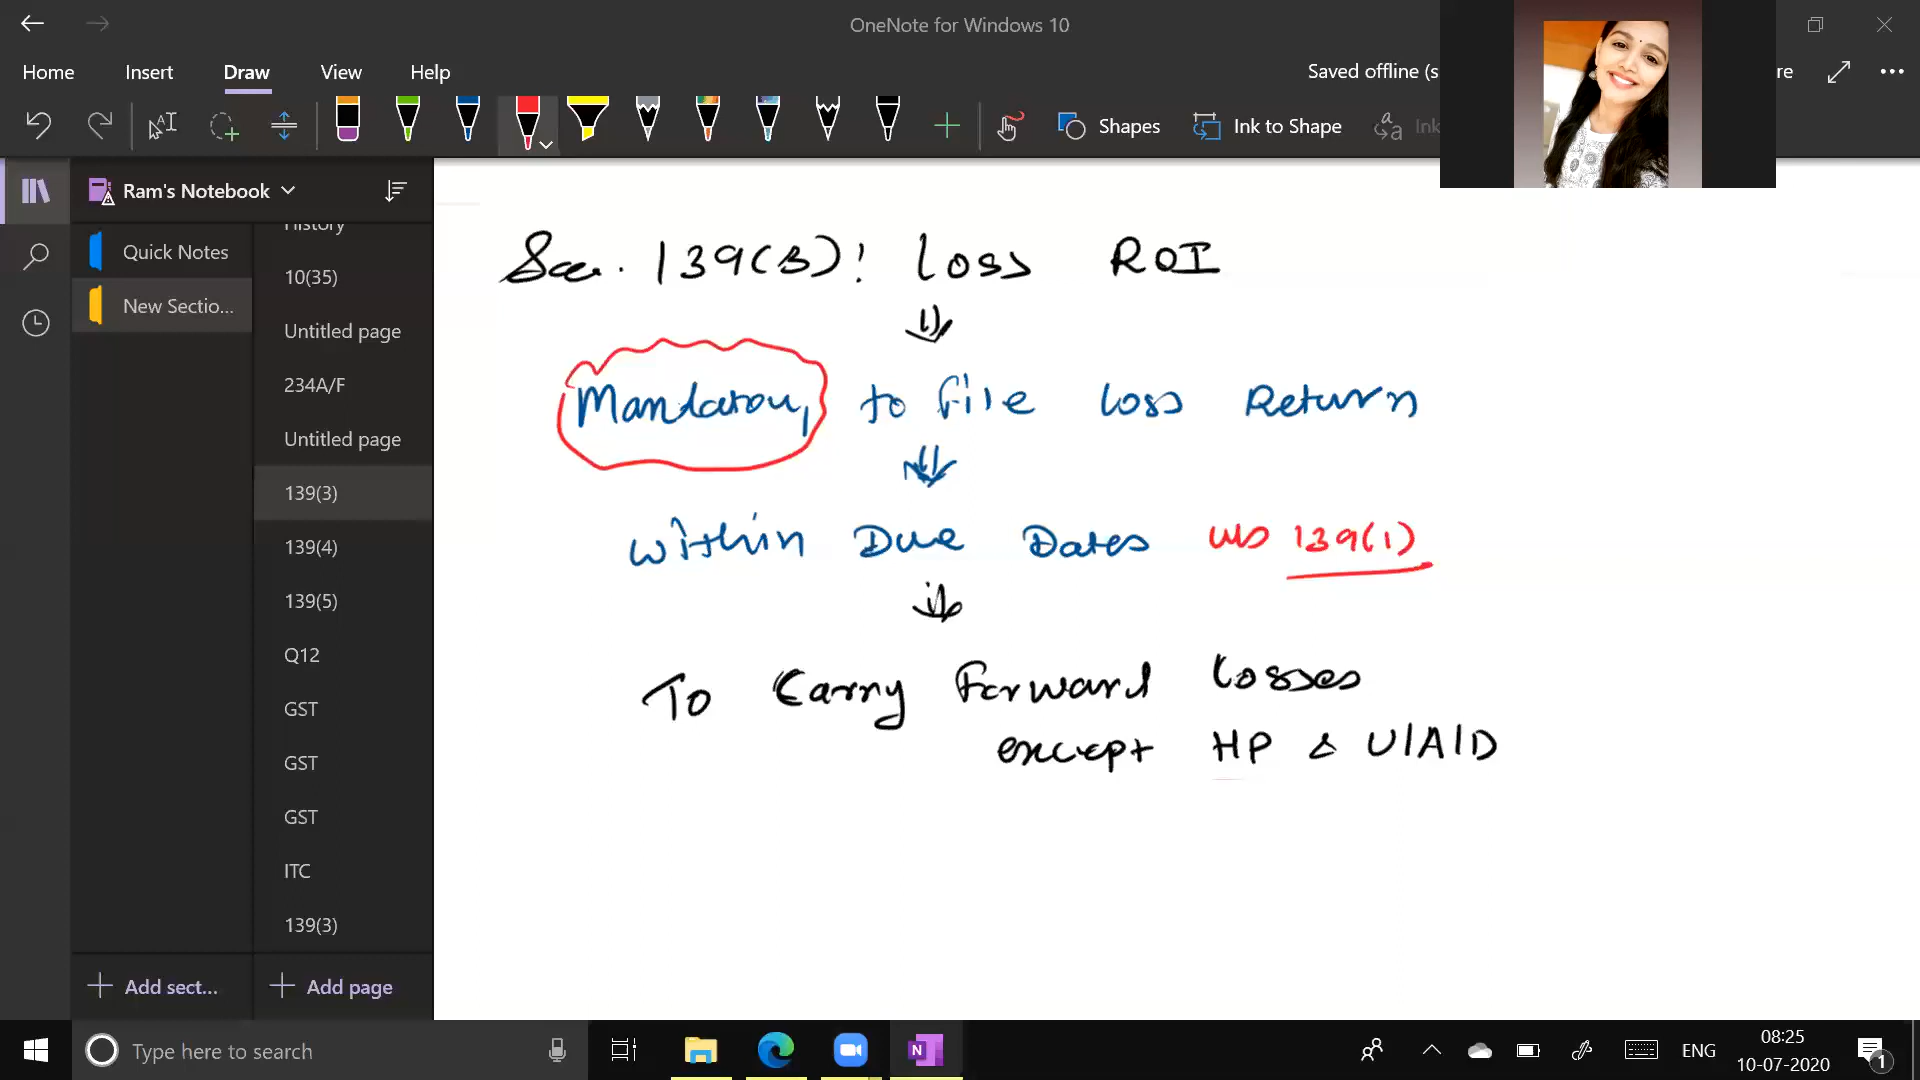 OneNote for Windows 10
Home Insert Draw View Help
Saved offline (s
re
Shapes
Ink to Shape
Ink
Ram's Notebook
Quick Notes
New Sectio...
History
10(35)
Untitled page
234A/F
Untitled page
139(3)
139(4)
139(5)
Q12
GST
GST
GST
ITC
139(3)
Add sect...
Add page
Sec. 139(3): Loss ROI
Mandatory to file Loss Return
Within Due Dates u/s 139(1)
To Carry Forward Losses
except HP & U/A/D
Type here to search
ENG
08:25
10-07-2020
1